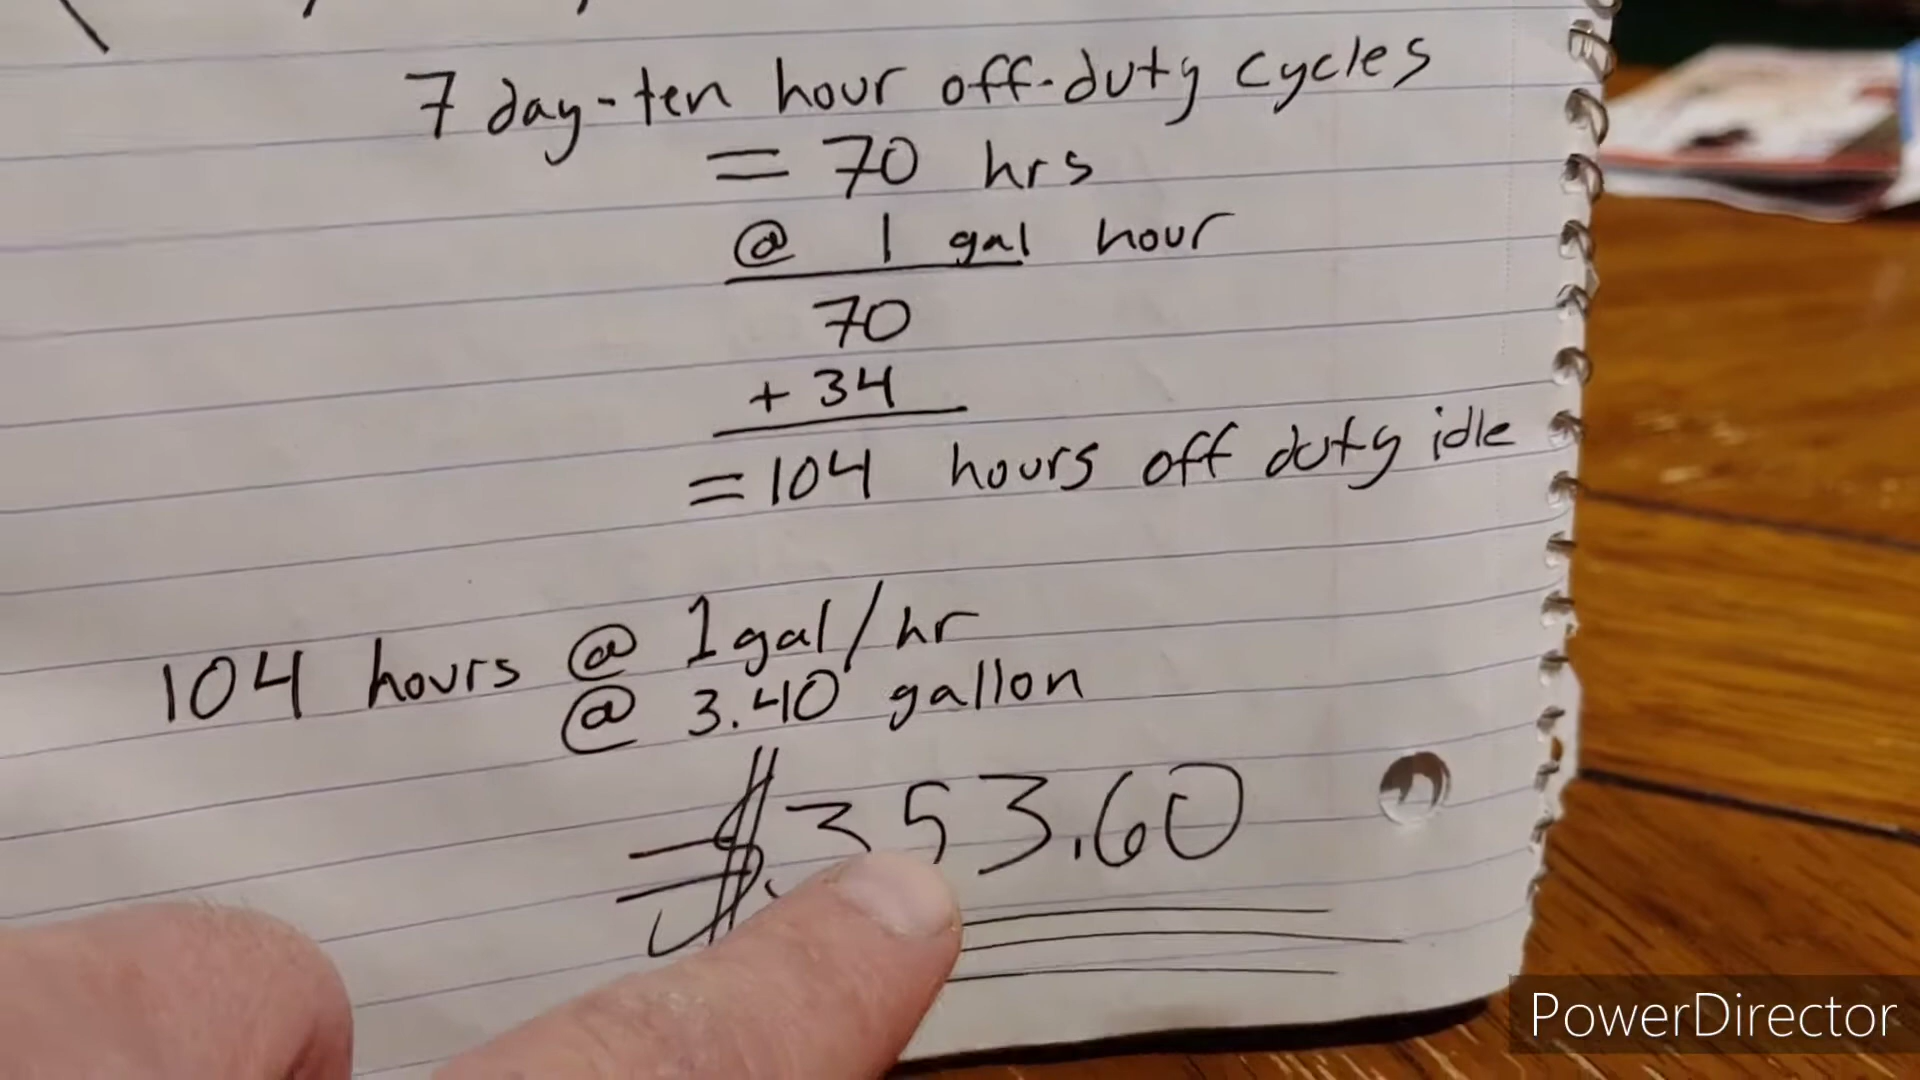 7 day-ten hour off-duty cycles
= 70 hrs
@ 1 gal hour
70
+ 34
= 104 hours off duty idle
104 hours @ 1 gal/hr
@ 3.40 gallon
= $353.60
PowerDirector